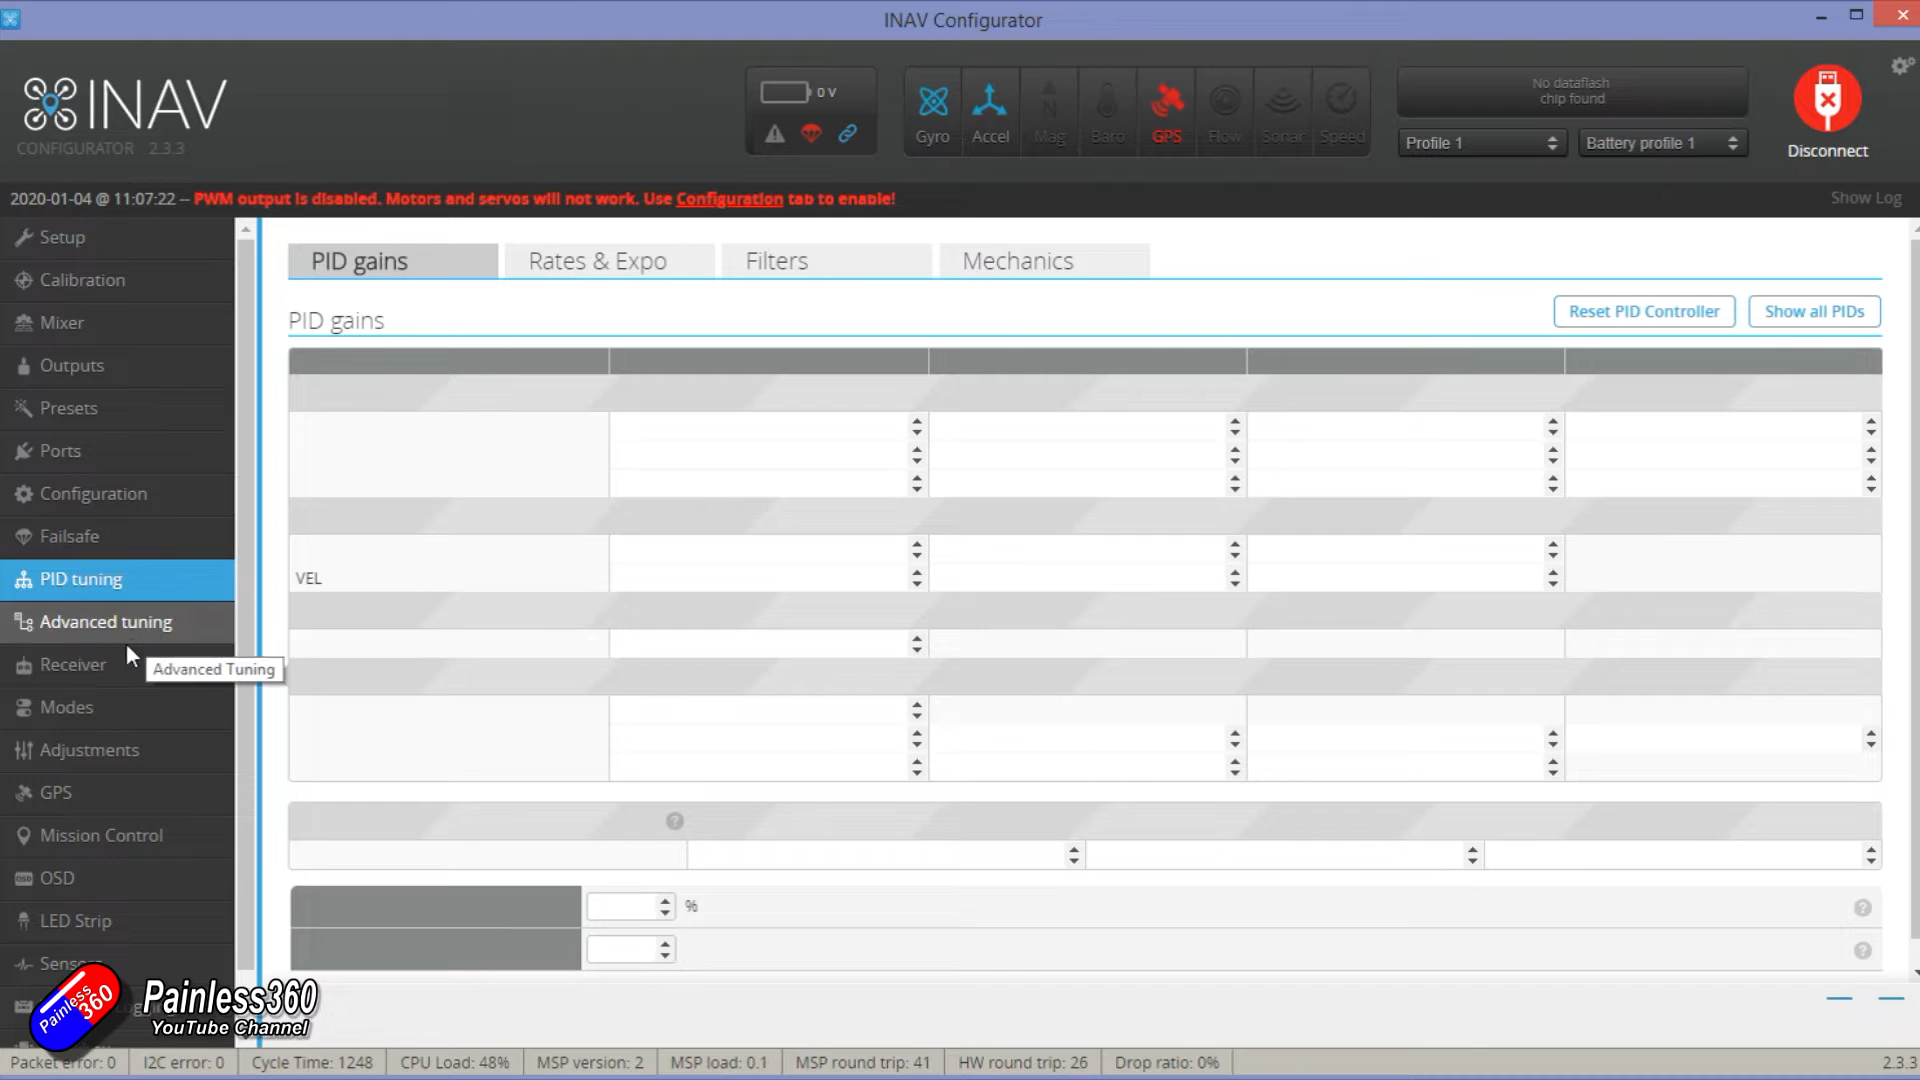 INAV Configurator
INAV
CONFIGURATOR 2.3.3
0 V
Gyro
Accel
Mag
Baro
GPS
Flow
Sonar
Speed
No dataflash
chip found
Profile 1
Battery profile 1
Disconnect
2020-01-04 @ 11:07:22 -- PWM output is disabled. Motors and servos will not work. Use Configuration tab to enable!
Show Log
Setup
Calibration
Mixer
Outputs
Presets
Ports
Configuration
Failsafe
PID tuning
Advanced tuning
Receiver
Modes
Adjustments
GPS
Mission Control
OSD
LED Strip
Advanced Tuning
PID gains
Rates & Expo
Filters
Mechanics
PID gains
Reset PID Controller
Show all PIDs
VEL
%
Painless360
Painless360
YouTube Channel
Packet error: 0
I2C error: 0
Cycle Time: 1248
CPU Load: 48%
MSP version: 2
MSP load: 0.1
MSP round trip: 41
HW round trip: 26
Drop ratio: 0%
2.3.3